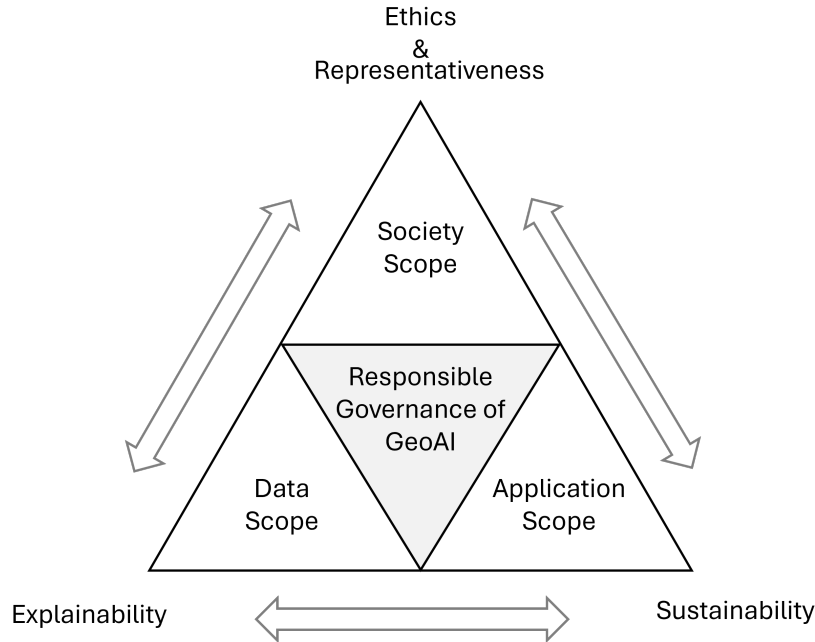 Ethics
&
Representativeness
Society
Scope
Responsible
Governance of
GeoAI
Data
Scope
Application
Scope
Explainability
Sustainability